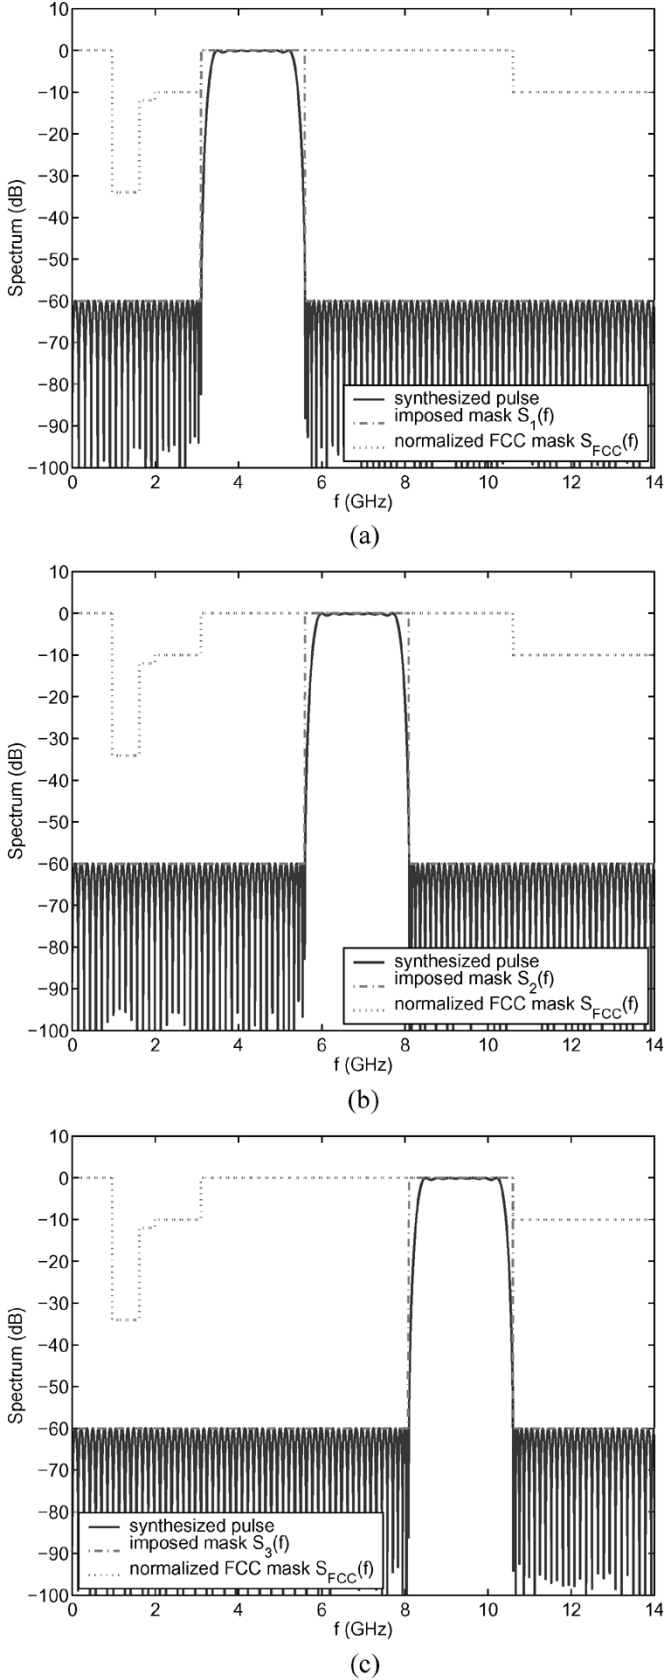 10
0
−10
−20
−30
−40
−50
−60
−70
−80
−90
−100
Spectrum (dB)
synthesized pulse
imposed mask S1(f)
normalized FCC mask SFCC(f)
0 2 4 6 8 10 12 14
f (GHz)
(a)
10
0
−10
−20
−30
−40
−50
−60
−70
−80
−90
−100
Spectrum (dB)
synthesized pulse
imposed mask S2(f)
normalized FCC mask SFCC(f)
0 2 4 6 8 10 12 14
f (GHz)
(b)
10
0
−10
−20
−30
−40
−50
−60
−70
−80
−90
−100
Spectrum (dB)
synthesized pulse
imposed mask S3(f)
normalized FCC mask SFCC(f)
0 2 4 6 8 10 12 14
f (GHz)
(c)